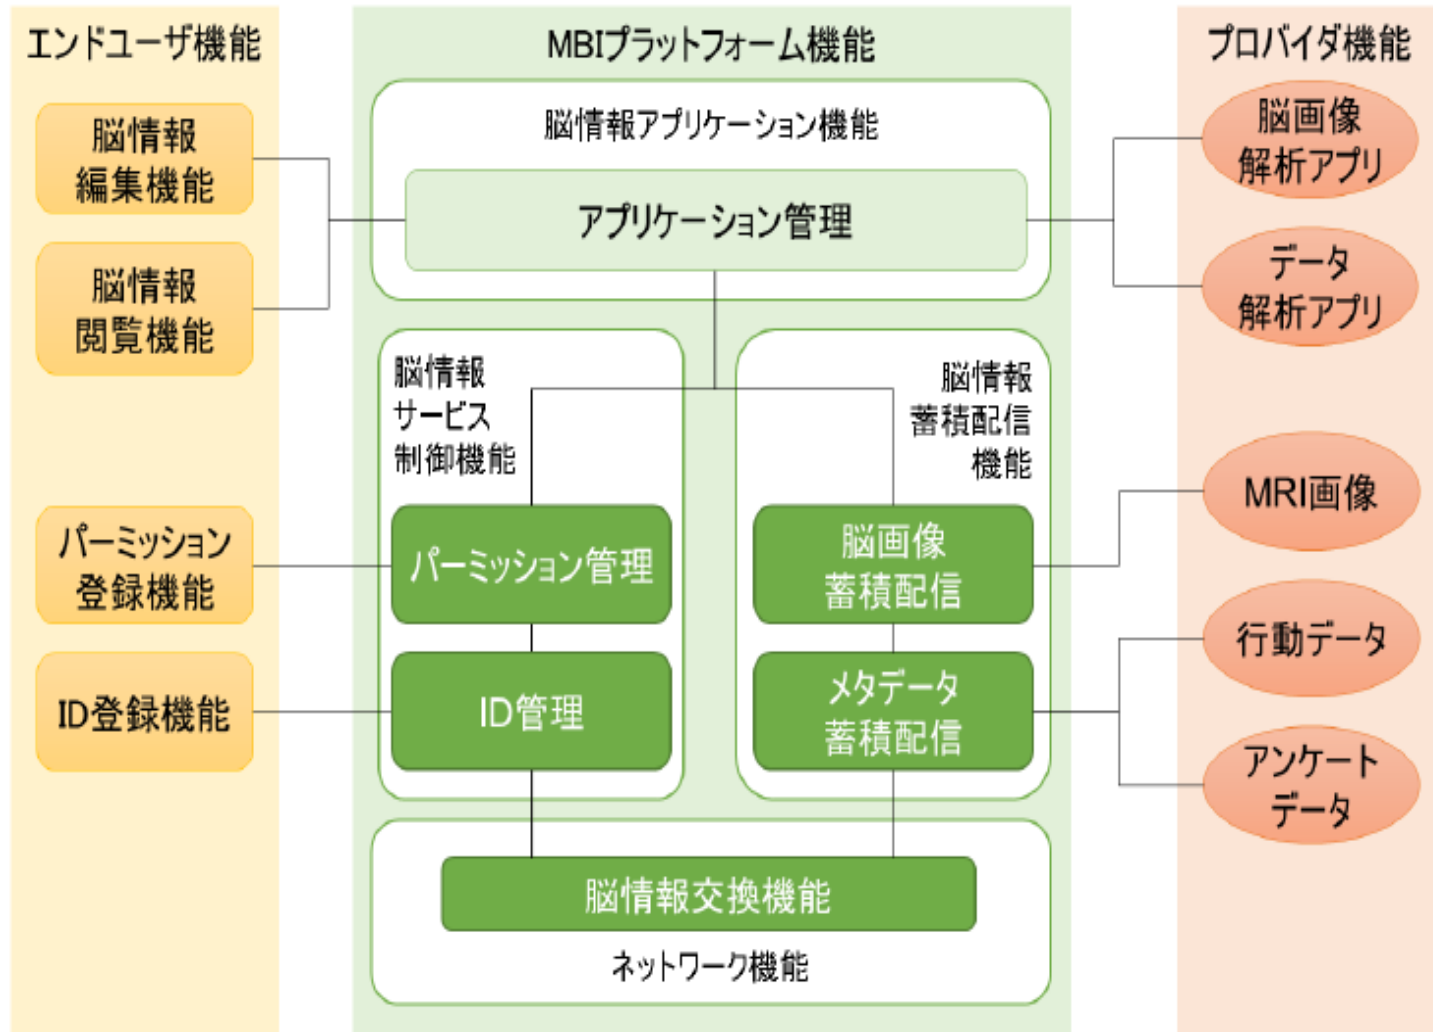 エンドユーザ機能
脳情報
編集機能
脳情報
閲覧機能
パーミッション
登録機能
ID登録機能
MBIプラットフォーム機能
脳情報アプリケーション機能
アプリケーション管理
脳情報
サービス
制御機能
パーミッション管理
ID管理
脳情報
蓄積配信
機能
脳画像
蓄積配信
メタデータ
蓄積配信
脳情報交換機能
ネットワーク機能
プロバイダ機能
脳画像
解析アプリ
データ
解析アプリ
MRI画像
行動データ
アンケート
データ